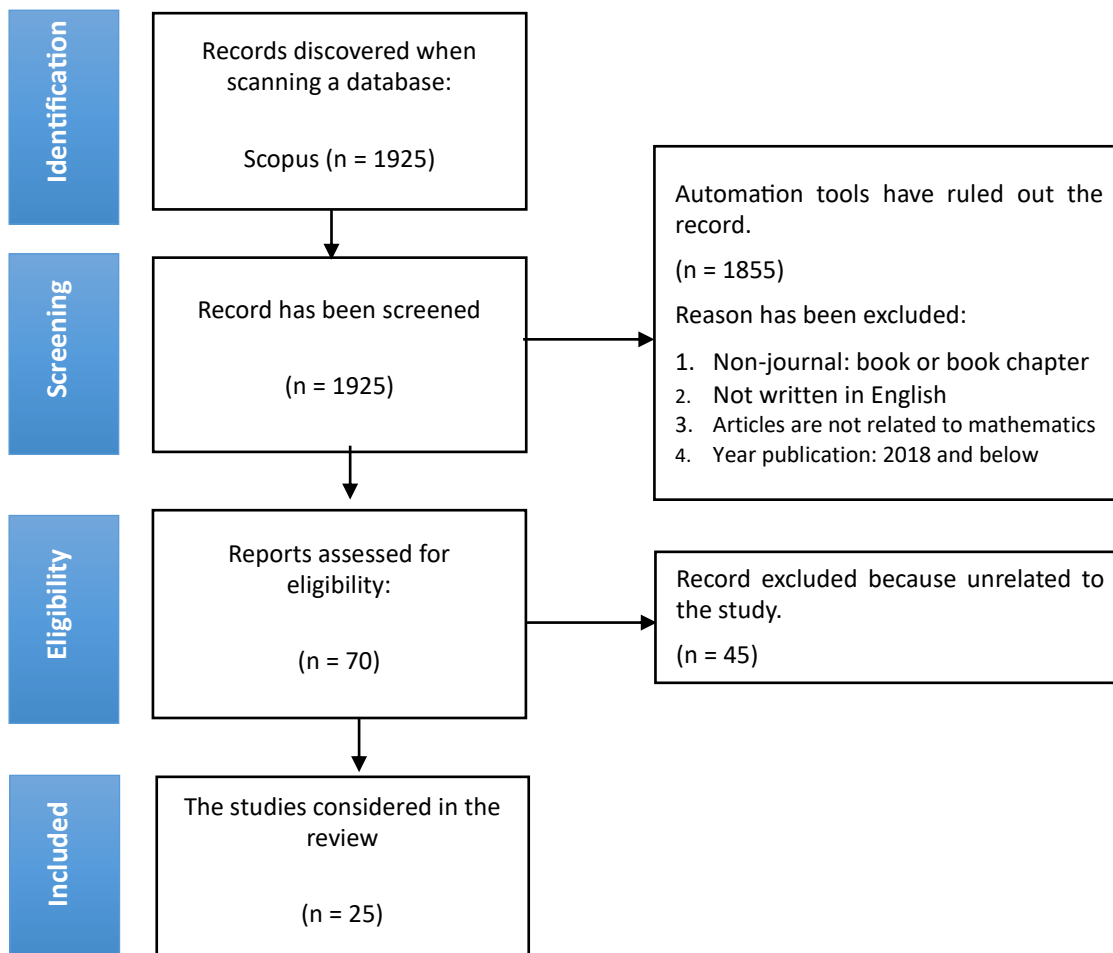 Identification
Records discovered when
scanning a database:
Scopus (n = 1925)
Screening
Record has been screened
(n = 1925)
Automation tools have ruled out the
record.
(n = 1855)
Reason has been excluded:
1. Non-journal: book or book chapter
2. Not written in English
3. Articles are not related to mathematics
4. Year publication: 2018 and below
Eligibility
Reports assessed for
eligibility:
(n = 70)
Record excluded because unrelated to
the study.
(n = 45)
Included
The studies considered in the
review
(n = 25)